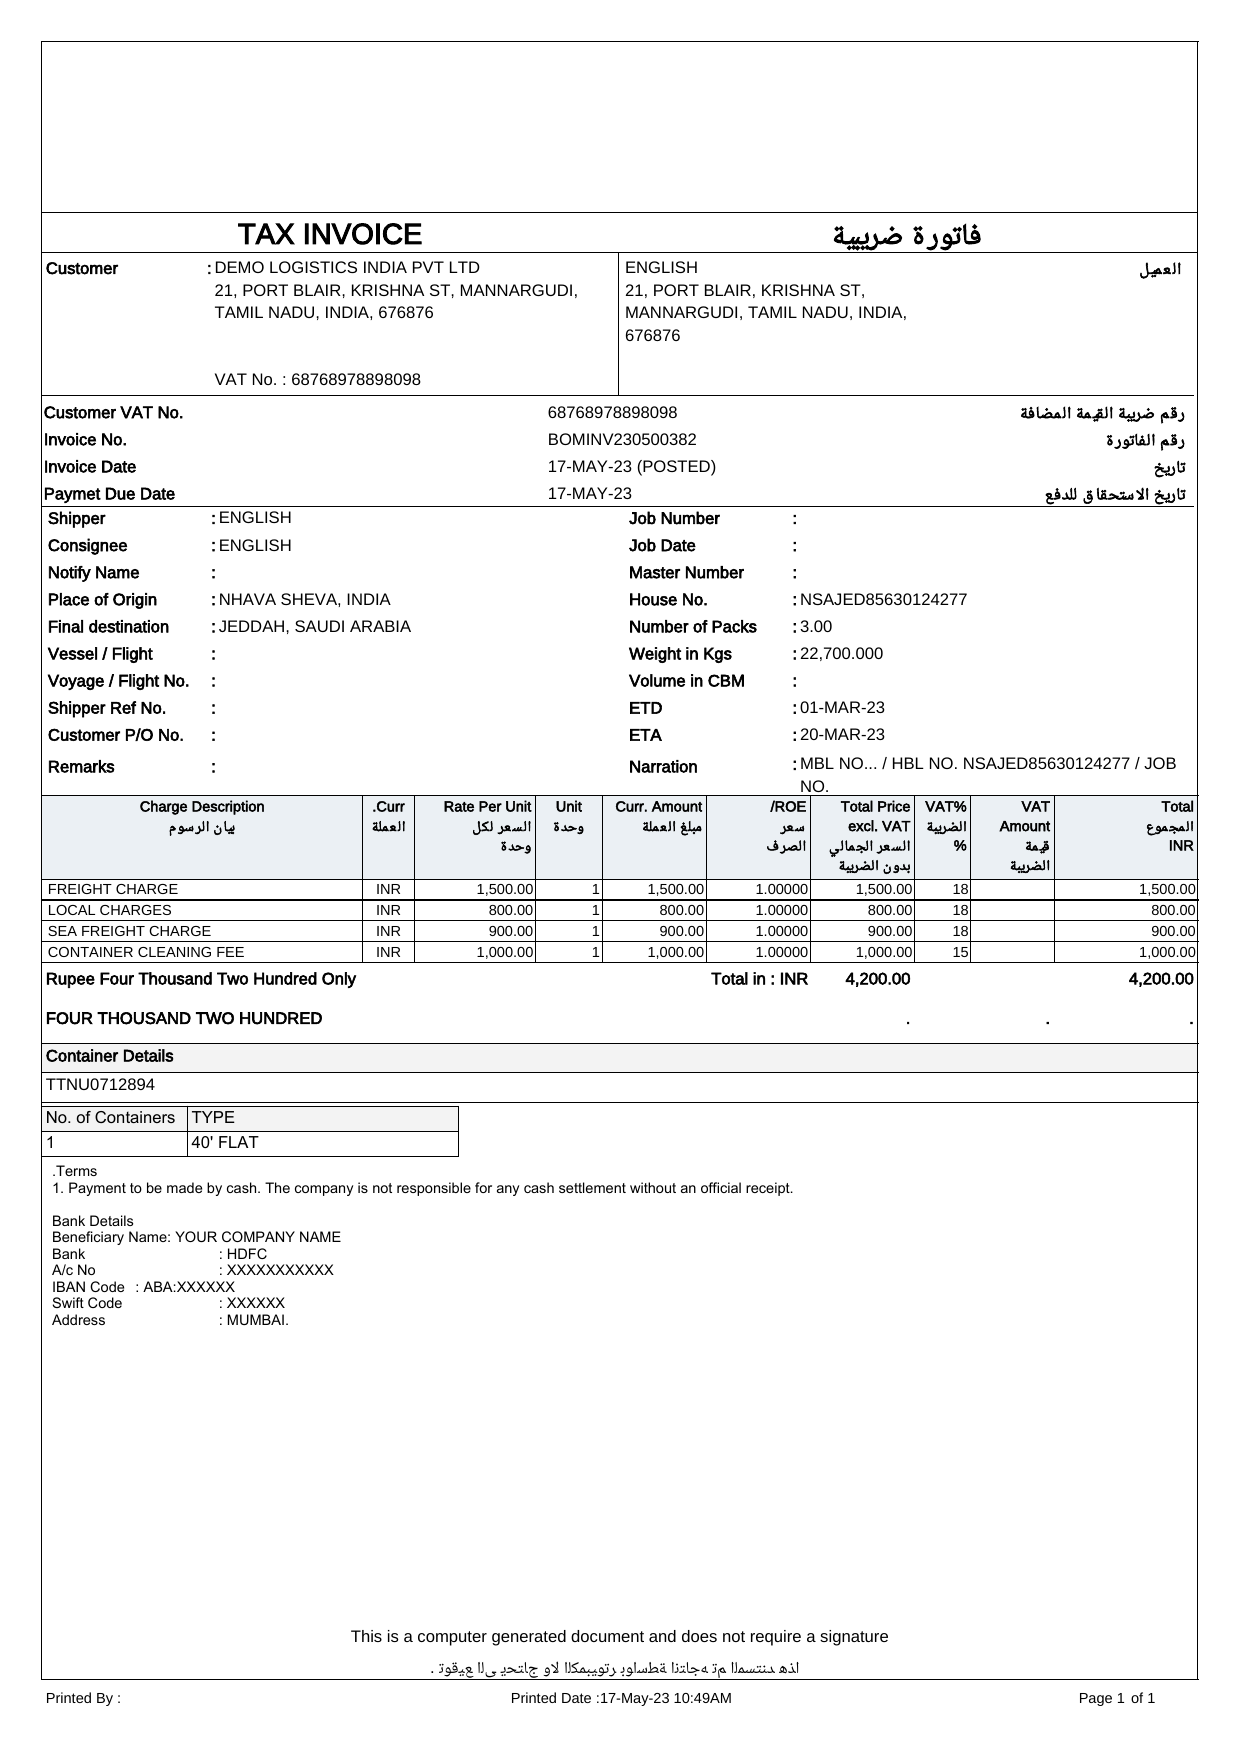 TAX INVOICE فاتورة ضريبية
Customer : DEMO LOGISTICS INDIA PVT LTD ENGLISH العميل
21, PORT BLAIR, KRISHNA ST, MANNARGUDI, 21, PORT BLAIR, KRISHNA ST,
TAMIL NADU, INDIA, 676876 MANNARGUDI, TAMIL NADU, INDIA,
676876
VAT No. : 68768978898098
Customer VAT No. 68768978898098 رقم ضريبة القيمة المضافة
Invoice No. BOMINV230500382 رقم الفاتورة
Invoice Date 17-MAY-23 (POSTED) تاريخ
Paymet Due Date 17-MAY-23 تاريخ الاستحقاق للدفع
Shipper : ENGLISH Job Number :
Consignee : ENGLISH Job Date :
Notify Name : Master Number :
Place of Origin : NHAVA SHEVA, INDIA House No. : NSAJED85630124277
Final destination : JEDDAH, SAUDI ARABIA Number of Packs : 3.00
Vessel / Flight : Weight in Kgs : 22,700.000
Voyage / Flight No. : Volume in CBM :
Shipper Ref No. : ETD : 01-MAR-23
Customer P/O No. : ETA : 20-MAR-23
Remarks : Narration : MBL NO... / HBL NO. NSAJED85630124277 / JOB
NO.
Charge Description .Curr Rate Per Unit Unit Curr. Amount /ROE Total Price VAT% VAT Total
بيان الرسوم العملة السعر لكل وحدة مبلغ العملة سعر excl. VAT الضريبة Amount المجموع
وحدة الصرف السعر الجمالي % قيمة INR
بدون الضريبة الضريبة
FREIGHT CHARGE INR 1,500.00 1 1,500.00 1.00000 1,500.00 18 1,500.00
LOCAL CHARGES INR 800.00 1 800.00 1.00000 800.00 18 800.00
SEA FREIGHT CHARGE INR 900.00 1 900.00 1.00000 900.00 18 900.00
CONTAINER CLEANING FEE INR 1,000.00 1 1,000.00 1.00000 1,000.00 15 1,000.00
Rupee Four Thousand Two Hundred Only Total in : INR 4,200.00 4,200.00
FOUR THOUSAND TWO HUNDRED . . .
Container Details
TTNU0712894
No. of Containers TYPE
1 40' FLAT
.Terms
1. Payment to be made by cash. The company is not responsible for any cash settlement without an official receipt.
Bank Details
Beneficiary Name: YOUR COMPANY NAME
Bank : HDFC
A/c No : XXXXXXXXXXX
IBAN Code : ABA:XXXXXX
Swift Code : XXXXXX
Address : MUMBAI.
This is a computer generated document and does not require a signature
اذه دنتسملا مت هجاتنا ةطساوب رتويبمكلا الو جاتحيـ ىلا عيقوت .
Printed By : Printed Date :17-May-23 10:49AM Page 1 of 1